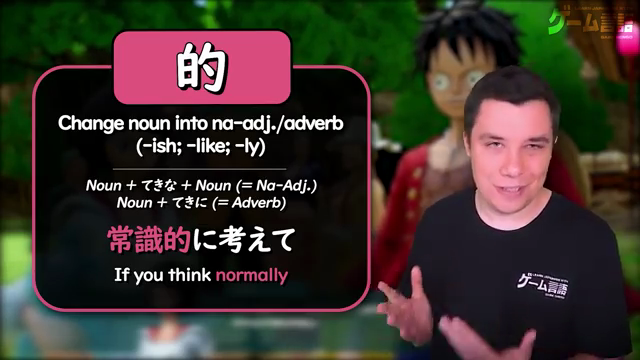 的
Change noun into na-adj./adverb
(-ish; -like; -ly)
Noun + てきな + Noun (= Na-Adj.)
Noun + てきに (= Adverb)
常識的に考えて
If you think normally
ゲーム言語
ゲーム言語